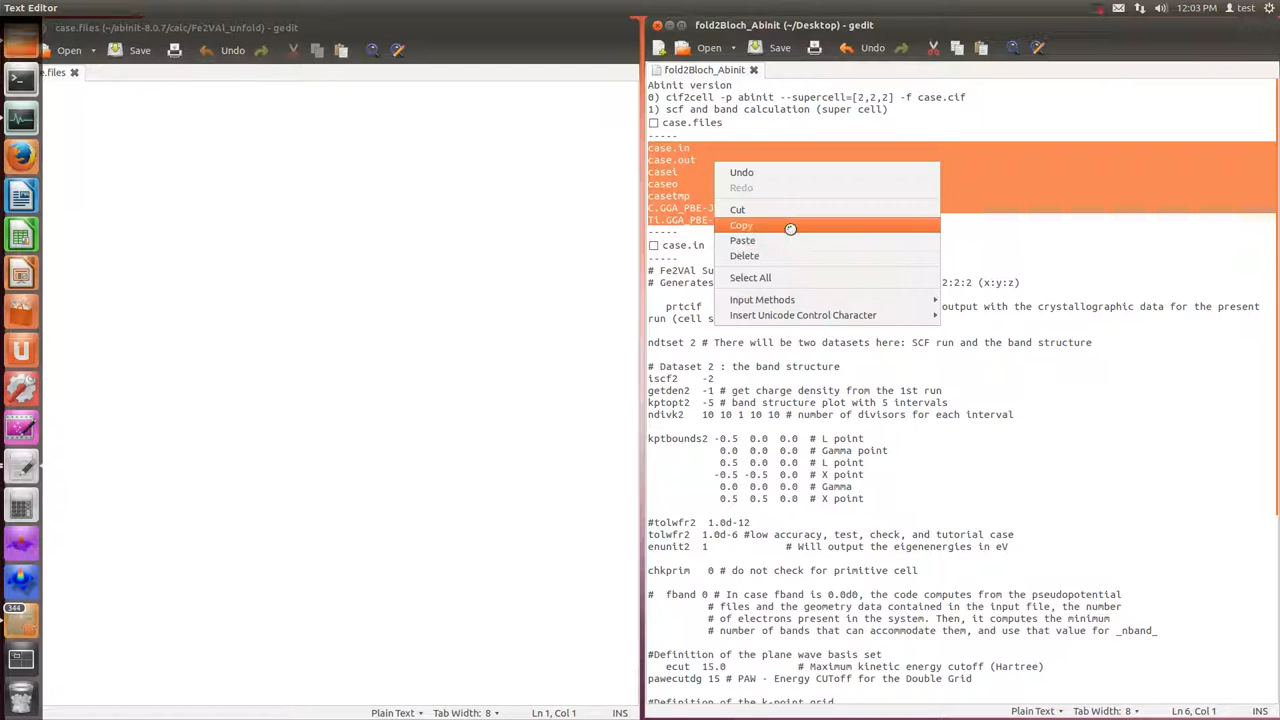 Text Editor
12:03 PM test
case.files (~/abinit-8.0.7/calc/Fe2VAl_unfold) - gedit
Open Save Undo
e.files
Plain Text Tab Width: 8 Ln 1, Col 1 INS
344
fold2Bloch_AbInit (~/Desktop) - gedit
Open Save Undo
fold2Bloch_Abinit
Abinit version
0) cif2cell -p abinit --supercell=[2,2,2] -f case.cif
1) scf and band calculation (super cell)
case.files
-----
case.in
case.out
casei
caseo
casetmp
C.GGA_PBE-J
Ti.GGA_PBE-
-----
case.in
-----
# Fe2VAl Su
# Generates 2:2:2 (x:y:z)
prtcif output with the crystallographic data for the present
run (cell s
Undo
Redo
Cut
Copy
Paste
Delete
Select All
Input Methods
Insert Unicode Control Character
ndtset 2 # There will be two datasets here: SCF run and the band structure
# Dataset 2 : the band structure
iscf2 -2
getden2 -1 # get charge density from the 1st run
kptopt2 -5 # band structure plot with 5 intervals
ndivk2 10 10 1 10 10 # number of divisors for each interval
kptbounds2 -0.5 0.0 0.0 # L point
0.0 0.0 0.0 # Gamma point
0.5 0.0 0.0 # L point
-0.5 -0.5 0.0 # X point
0.0 0.0 0.0 # Gamma
0.5 0.5 0.0 # X point
#tolwfr2 1.0d-12
tolwfr2 1.0d-6 #low accuracy, test, check, and tutorial case
enunit2 1 # Will output the eigenenergies in eV
chkprim 0 # do not check for primitive cell
# fband 0 # In case fband is 0.0d0, the code computes from the pseudopotential
# files and the geometry data contained in the input file, the number
# of electrons present in the system. Then, it computes the minimum
# number of bands that can accommodate them, and use that value for _nband_
#Definition of the plane wave basis set
ecut 15.0 # Maximum kinetic energy cutoff (Hartree)
pawecutdg 15 # PAW - Energy CUToff for the Double Grid
#Definition of the k-point grid
Plain Text Tab Width: 8 Ln 6, Col 1 INS